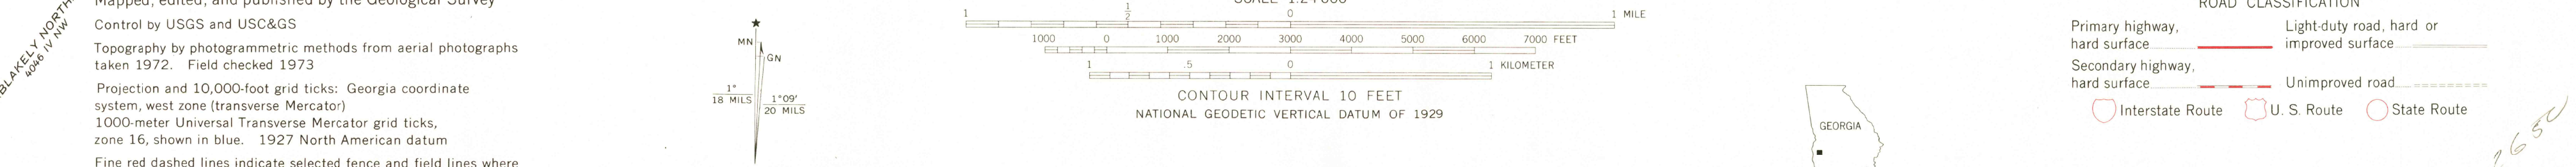 Mapped, edited, and published by the Geological Survey
Control by USGS and USC&GS
Topography by photogrammetric methods from aerial photographs
taken 1972. Field checked 1973
Projection and 10,000-foot grid ticks: Georgia coordinate
system, west zone (transverse Mercator)
1000-meter Universal Transverse Mercator grid ticks,
zone 16, shown in blue. 1927 North American datum
Fine red dashed lines indicate selected fence and field lines where
BLAKELY NORTH
4046 IV NW
MN
GN
1°
18 MILS
1°09′
20 MILS
SCALE 1:24 000
1 ½ 0 1 MILE
1000 0 1000 2000 3000 4000 5000 6000 7000 FEET
1 .5 0 1 KILOMETER
CONTOUR INTERVAL 10 FEET
NATIONAL GEODETIC VERTICAL DATUM OF 1929
GEORGIA
ROAD CLASSIFICATION
Primary highway,
hard surface
Light-duty road, hard or
improved surface
Secondary highway,
hard surface
Unimproved road
Interstate Route
U. S. Route
State Route